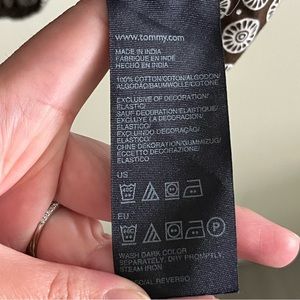 www.tommy.com
MADE IN INDIA
FABRIQUE EN INDE
HECHO EN INDIA
100% COTTON/COTON/ALGODON/
ALGODÃO/BAUMWOLLE/COTONE
EXCLUSIVE OF DECORATION/
ELASTIC/
SAUF DECORATION/ELASTIQUE/
EXCLUYE LA DECORACION/
ELASTICO/
EXCLUINDO DECORAÇÃO/
ELASTICO/
OHNE DEKORATION/GUMMIZUG/
ECCETTO DECORAZIONE/
ELASTICO
US
EU
P
WASH DARK COLOR
SEPARATELY, DRY PROMPTLY,
STEAM IRON
REVERSO